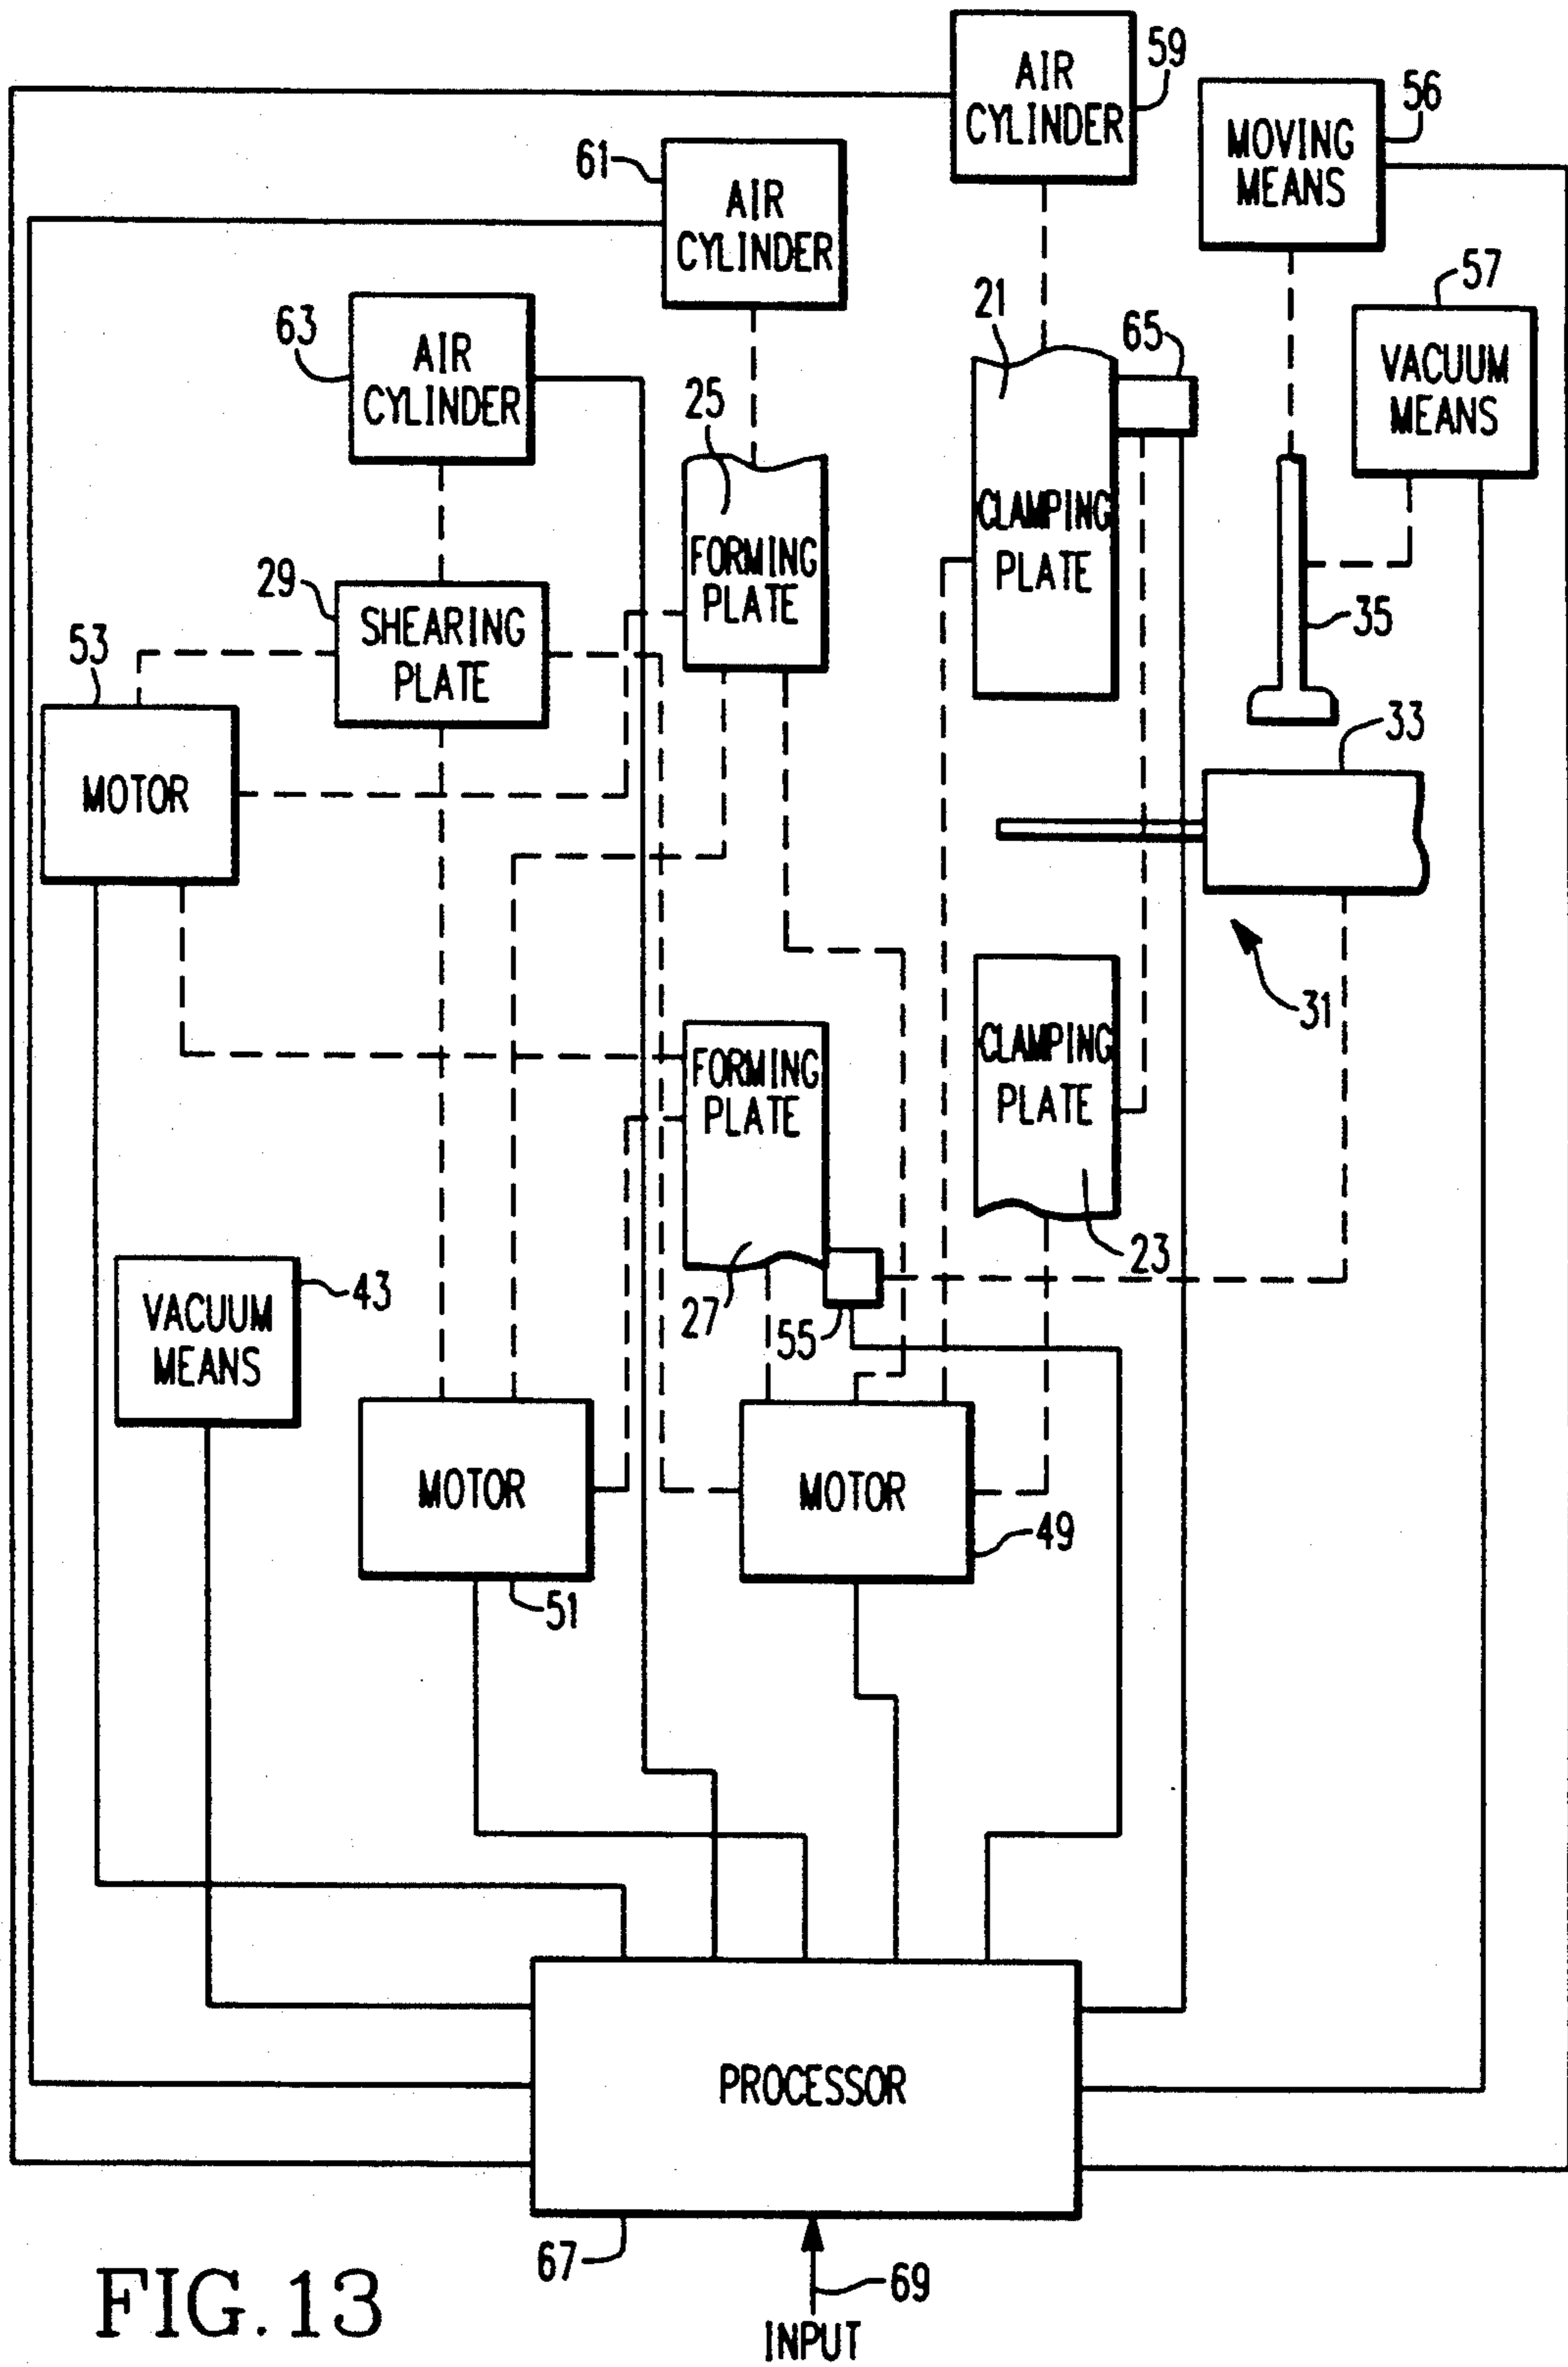 AIR
CYLINDER
59
MOVING
MEANS
56
61
AIR
CYLINDER
57
VACUUM
MEANS
63
AIR
CYLINDER
21
65
25
FORMING
PLATE
CLAMPING
PLATE
29
SHEARING
PLATE
35
53
MOTOR
33
31
FORMING
PLATE
CLAMPING
PLATE
23
27
55
VACUUM
MEANS
43
MOTOR
51
MOTOR
49
PROCESSOR
67
69
INPUT
FIG. 13